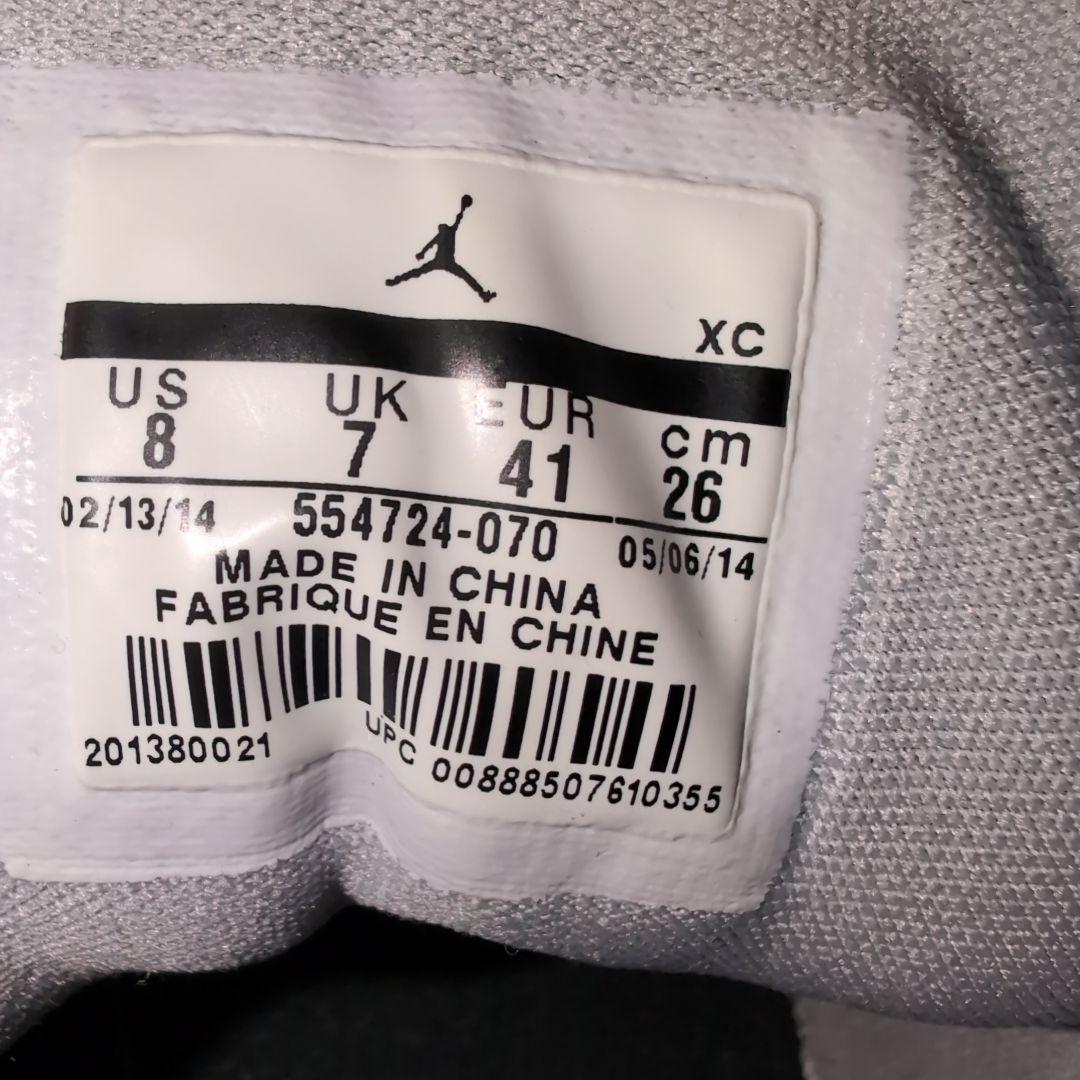 XC
US UK EUR cm
8 7 41 26
02/13/14 554724-070 05/06/14
MADE IN CHINA
FABRIQUE EN CHINE
201380021 UPC 00888507610355